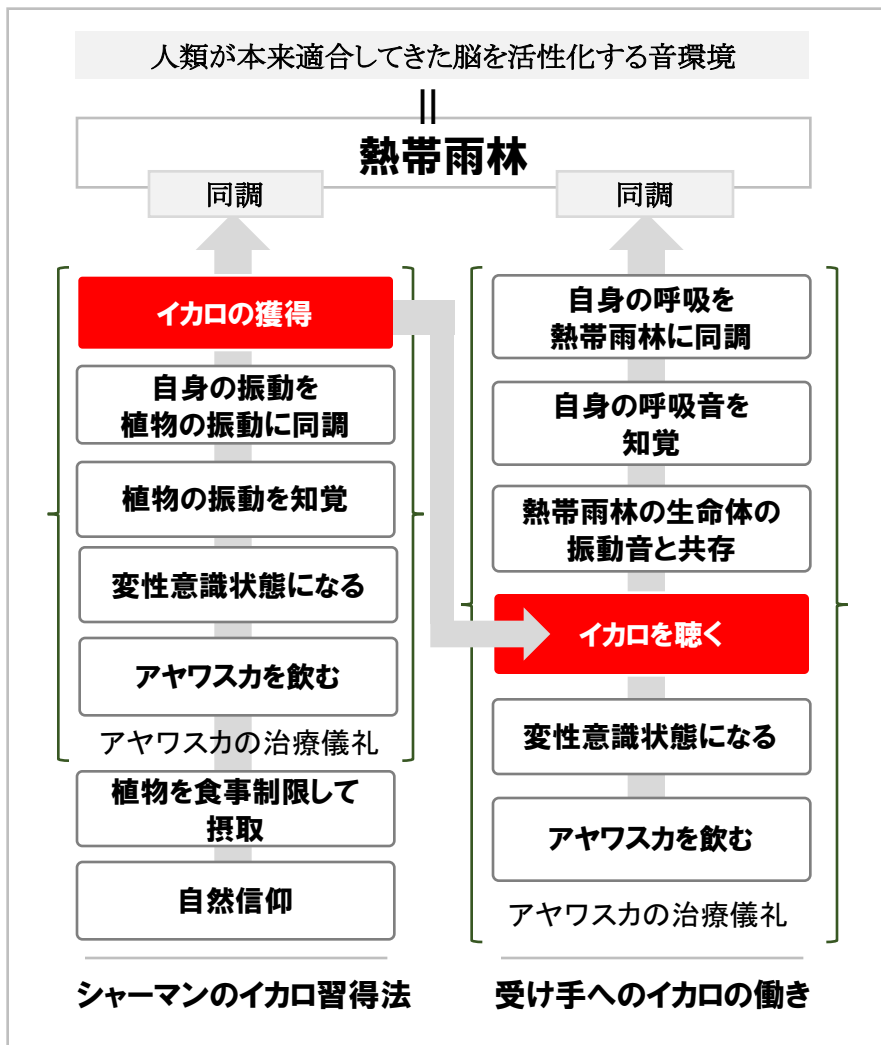 人類が本来適合してきた脳を活性化する音環境
=
熱帯雨林
同調
イカロの獲得
自身の振動を
植物の振動に同調
植物の振動を知覚
変性意識状態になる
アヤワスカを飲む
アヤワスカの治療儀礼
植物を食事制限して
摂取
自然信仰
シャーマンのイカロ習得法
同調
自身の呼吸を
熱帯雨林に同調
自身の呼吸音を
知覚
熱帯雨林の生命体の
振動音と共存
イカロを聴く
変性意識状態になる
アヤワスカを飲む
アヤワスカの治療儀礼
受け手へのイカロの働き